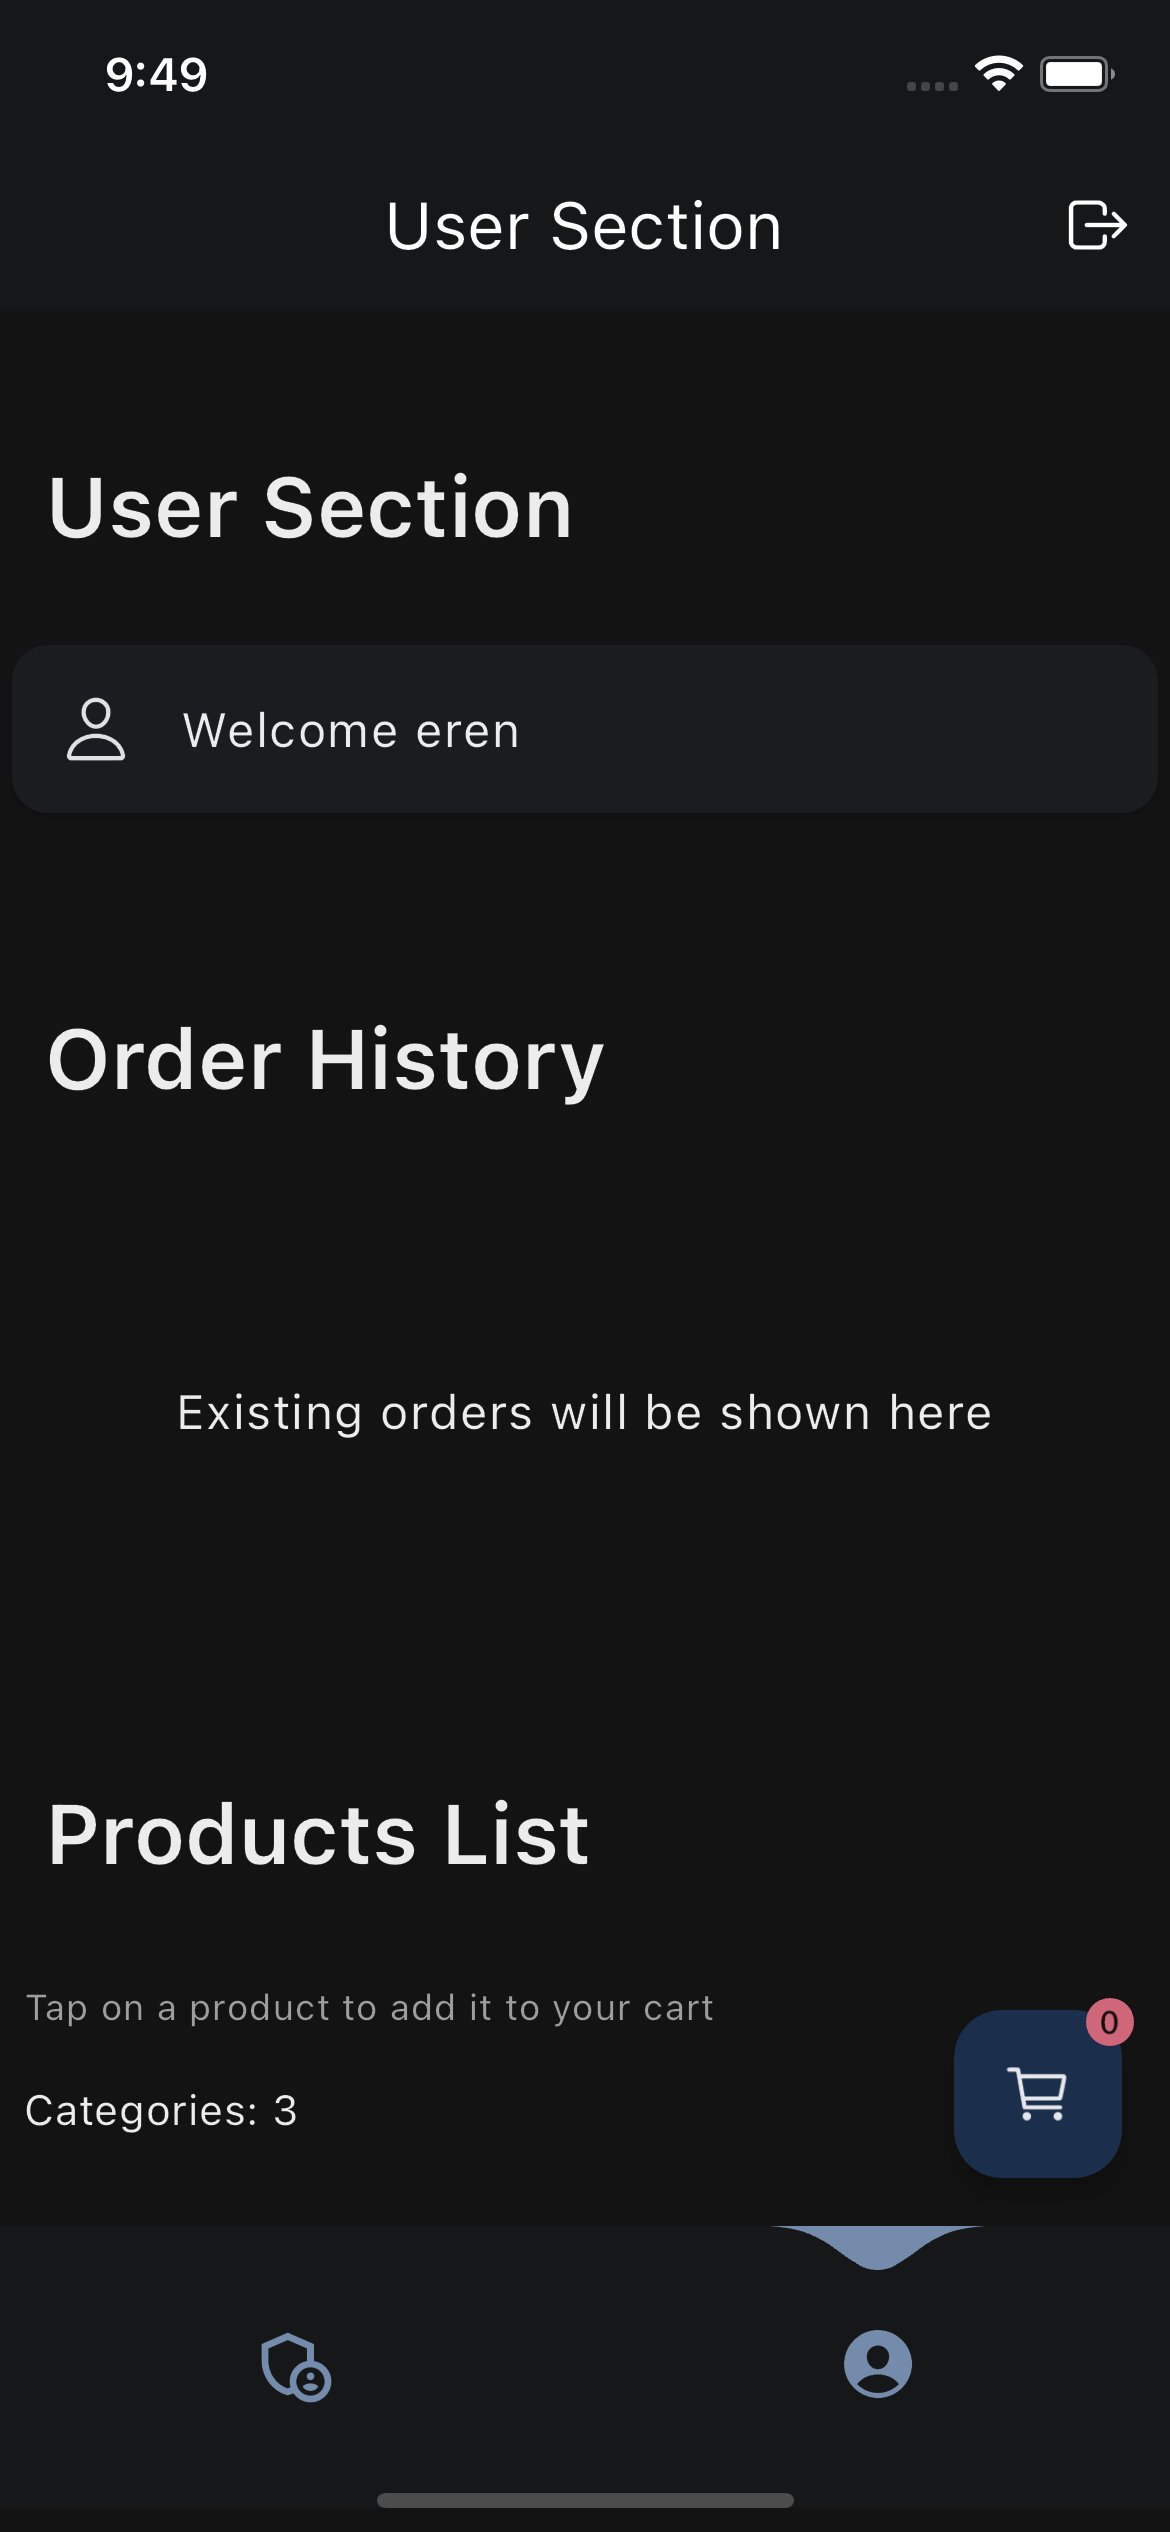 9:49
User Section
User Section
Welcome eren
Order History
Existing orders will be shown here
Products List
Tap on a product to add it to your cart
0
Categories: 3